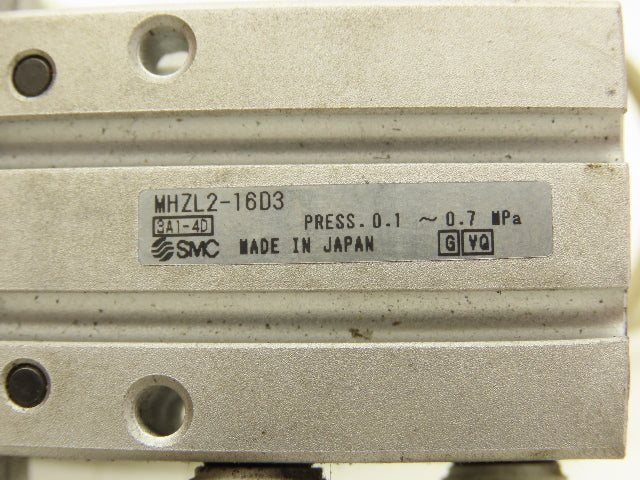 MHZL2-16D3
3A1-4D PRESS. 0.1 ~ 0.7 MPa
SMC MADE IN JAPAN G VQ